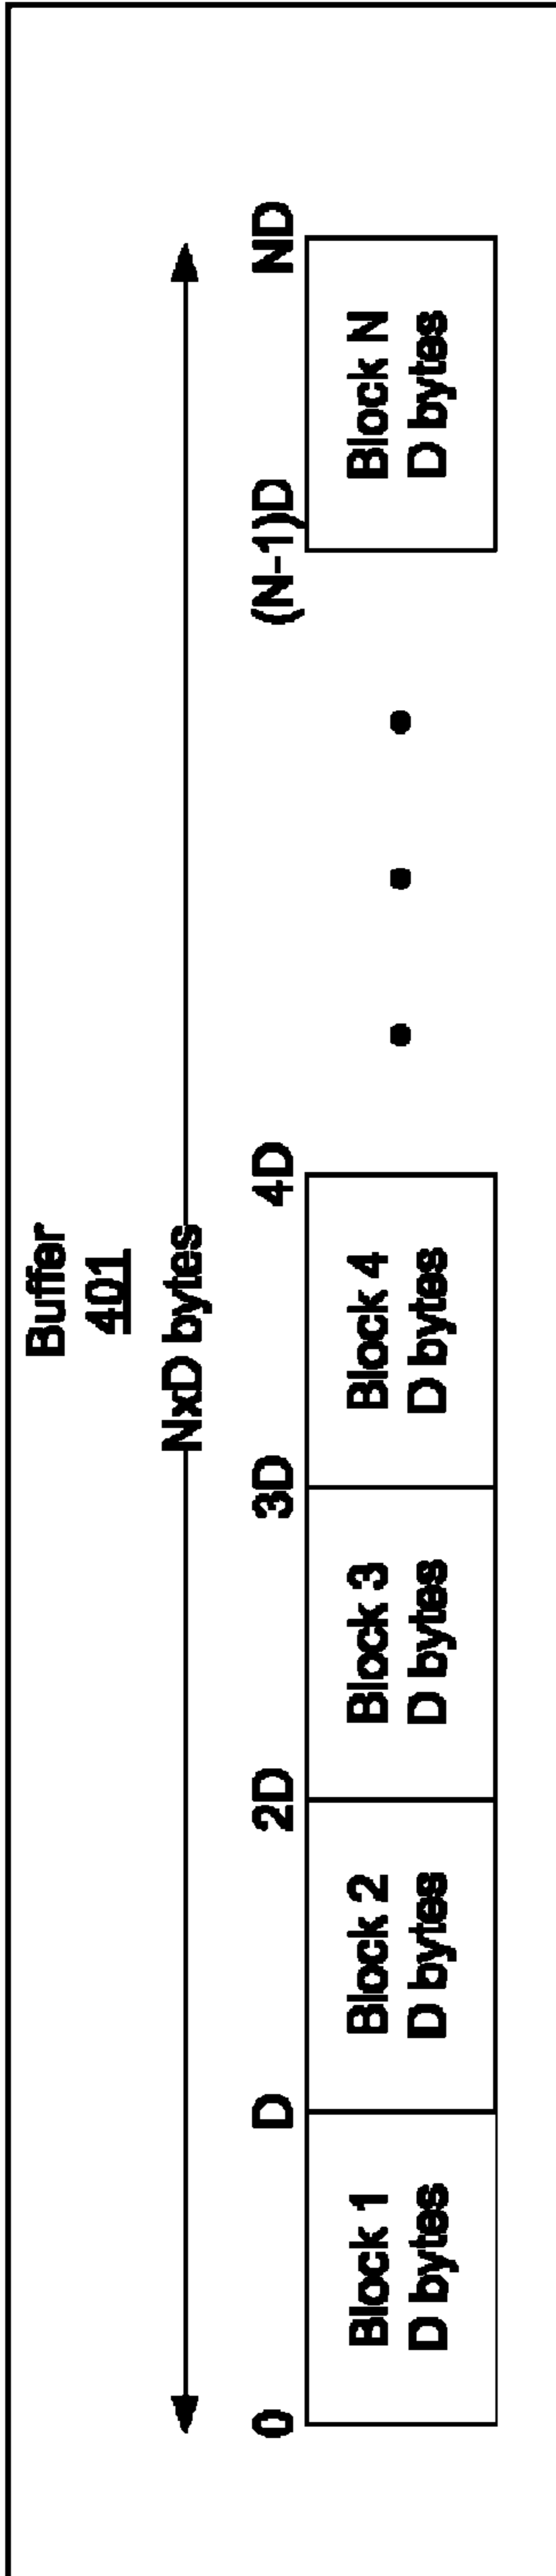 Buffer
401
NxD bytes
0 D 2D 3D 4D (N-1)D ND
Block 1 Block 2 Block 3 Block 4 Block N
D bytes D bytes D bytes D bytes D bytes